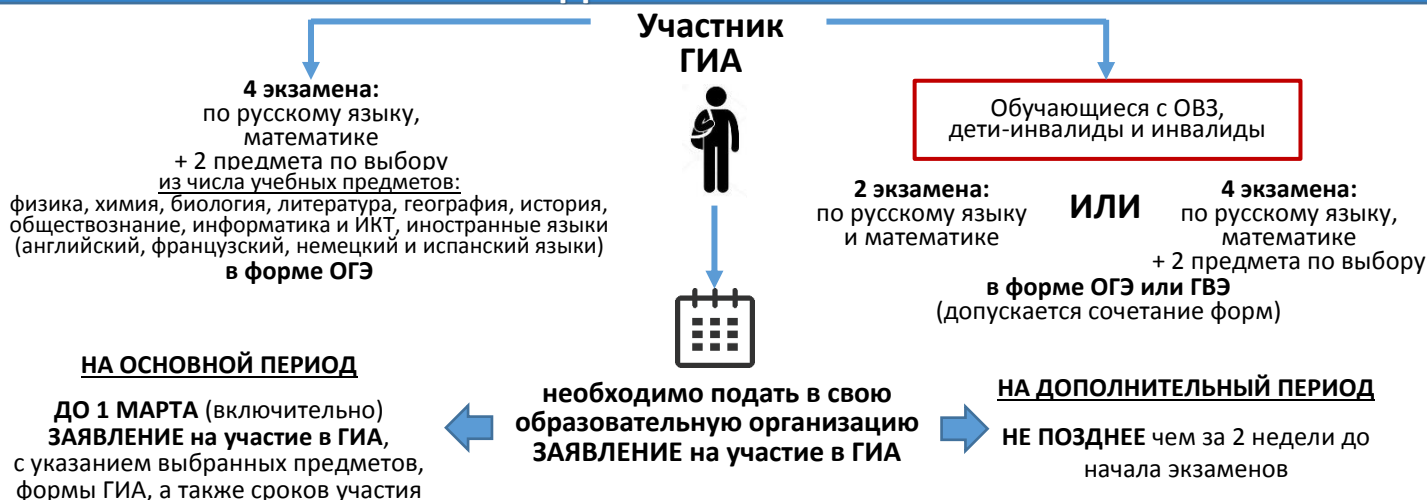 Участник
ГИА
4 экзамена:
по русскому языку,
математике
+ 2 предмета по выбору
из числа учебных предметов:
физика, химия, биология, литература, география, история,
обществознание, информатика и ИКТ, иностранные языки
(английский, французский, немецкий и испанский языки)
в форме ОГЭ
Обучающиеся с ОВЗ,
дети-инвалиды и инвалиды
2 экзамена:
по русскому языку
и математике
ИЛИ
4 экзамена:
по русскому языку,
математике
+ 2 предмета по выбору
в форме ОГЭ или ГВЭ
(допускается сочетание форм)
необходимо подать в свою
образовательную организацию
ЗАЯВЛЕНИЕ на участие в ГИА
НА ОСНОВНОЙ ПЕРИОД
ДО 1 МАРТА (включительно)
ЗАЯВЛЕНИЕ на участие в ГИА,
с указанием выбранных предметов,
формы ГИА, а также сроков участия
НА ДОПОЛНИТЕЛЬНЫЙ ПЕРИОД
НЕ ПОЗДНЕЕ чем за 2 недели до
начала экзаменов